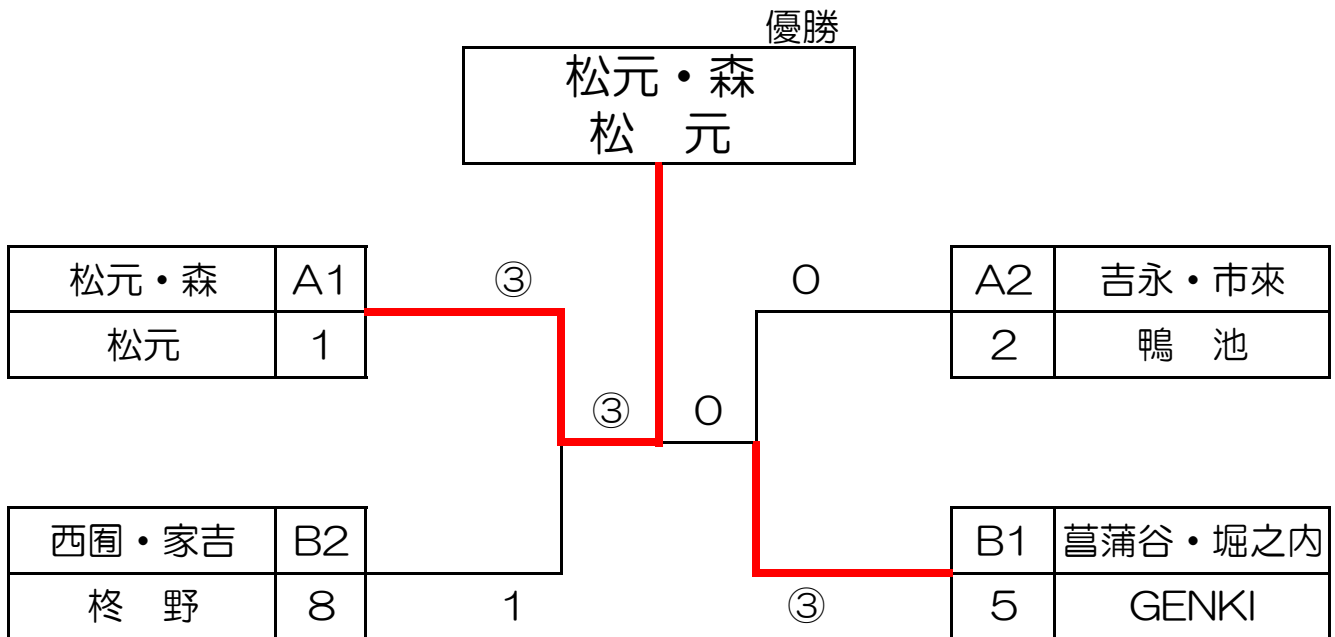 優勝
松元・森
松 元
松元・森 A1 ③ 0 A2 吉永・市來
松元 1 2 鴨 池
③ 0
西囿・家吉 B2 B1 菖蒲谷・堀之内
柊 野 8 1 ③ 5 GENKI